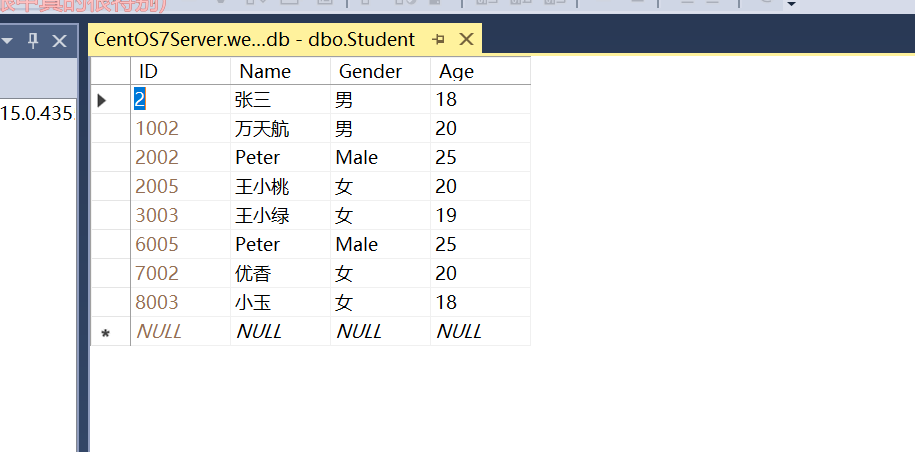 CentOS7Server.we...db - dbo.Student
15.0.435
ID Name Gender Age
2 张三 男 18
1002 万天航 男 20
2002 Peter Male 25
2005 王小桃 女 20
3003 王小绿 女 19
6005 Peter Male 25
7002 优香 女 20
8003 小玉 女 18
NULL NULL NULL NULL